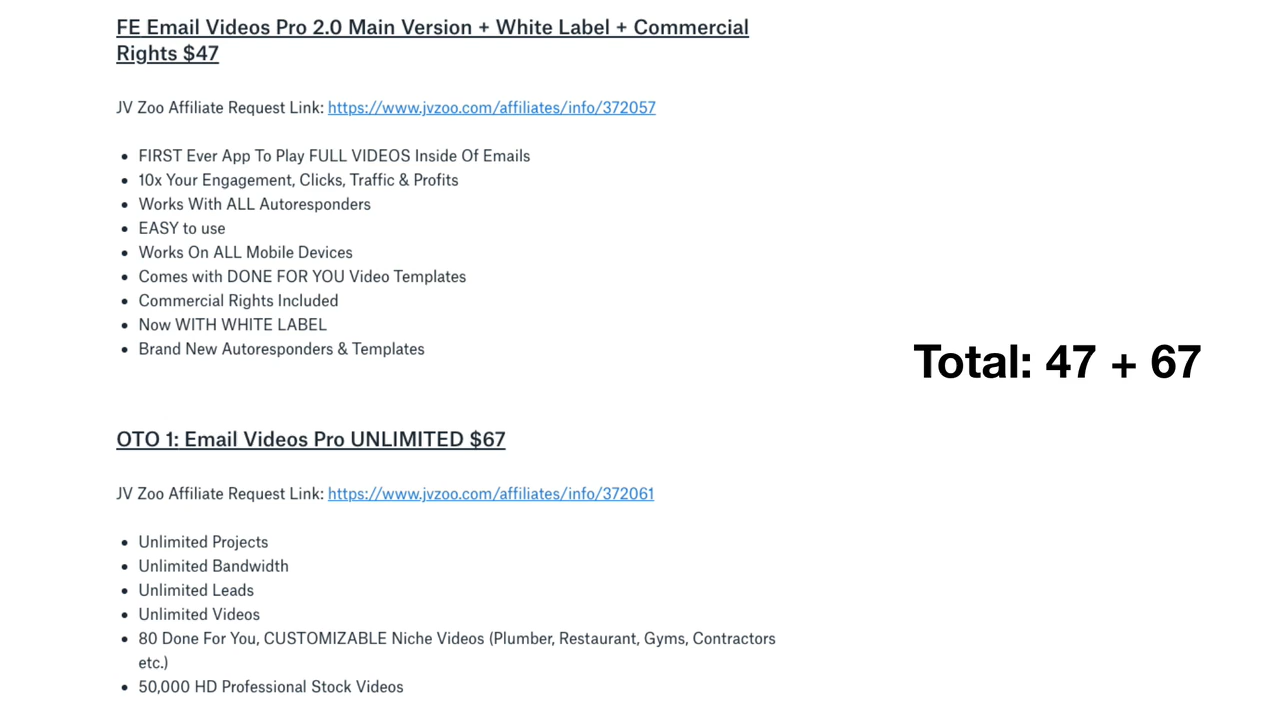 FE Email Videos Pro 2.0 Main Version + White Label + Commercial
Rights $47
JV Zoo Affiliate Request Link: https://www.jvzoo.com/affiliates/info/372057
• FIRST Ever App To Play FULL VIDEOS Inside Of Emails
• 10x Your Engagement, Clicks, Traffic & Profits
• Works With ALL Autoresponders
• EASY to use
• Works On ALL Mobile Devices
• Comes with DONE FOR YOU Video Templates
• Commercial Rights Included
• Now WITH WHITE LABEL
• Brand New Autoresponders & Templates
Total: 47 + 67
OTO 1: Email Videos Pro UNLIMITED $67
JV Zoo Affiliate Request Link: https://www.jvzoo.com/affiliates/info/372061
• Unlimited Projects
• Unlimited Bandwidth
• Unlimited Leads
• Unlimited Videos
• 80 Done For You, CUSTOMIZABLE Niche Videos (Plumber, Restaurant, Gyms, Contractors
etc.)
• 50,000 HD Professional Stock Videos